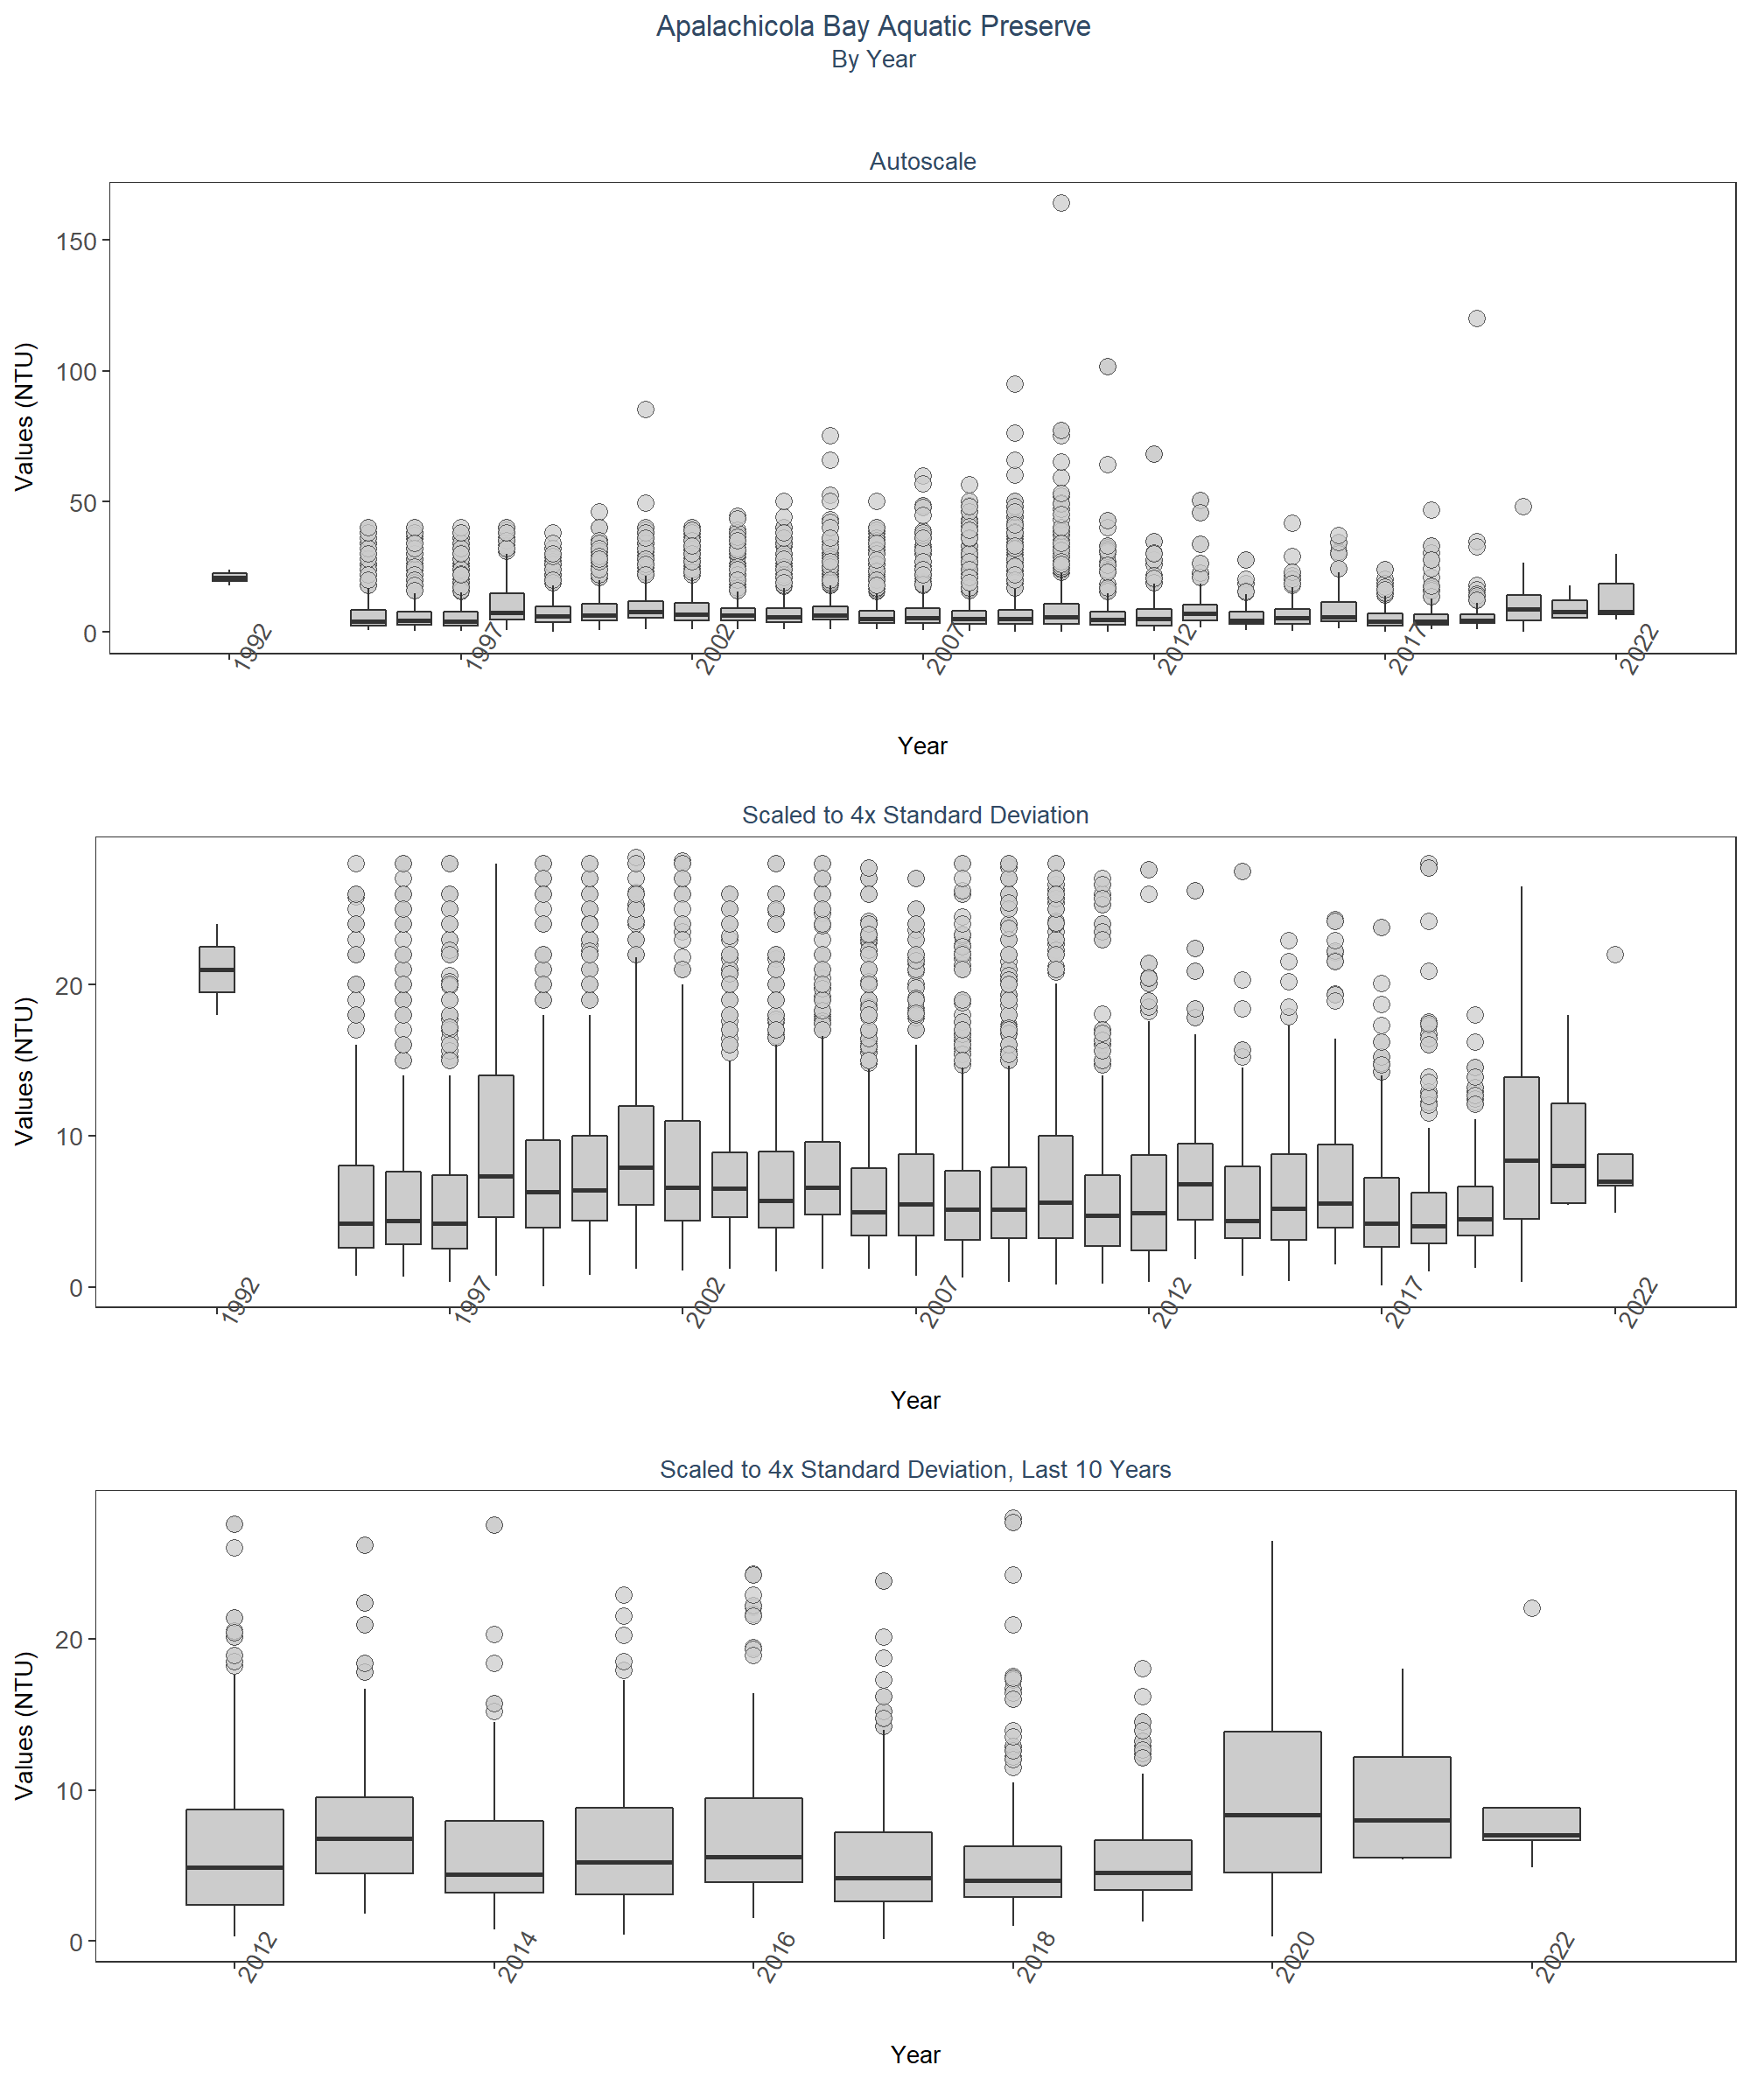 Apalachicola Bay Aquatic Preserve
By Year
Autoscale
Values (NTU)
150
100
50
0
1992 1997 2002 2007 2012 2017 2022
Year
Scaled to 4x Standard Deviation
Values (NTU)
20
10
0
1992 1997 2002 2007 2012 2017 2022
Year
Scaled to 4x Standard Deviation, Last 10 Years
Values (NTU)
20
10
0
2012 2014 2016 2018 2020 2022
Year